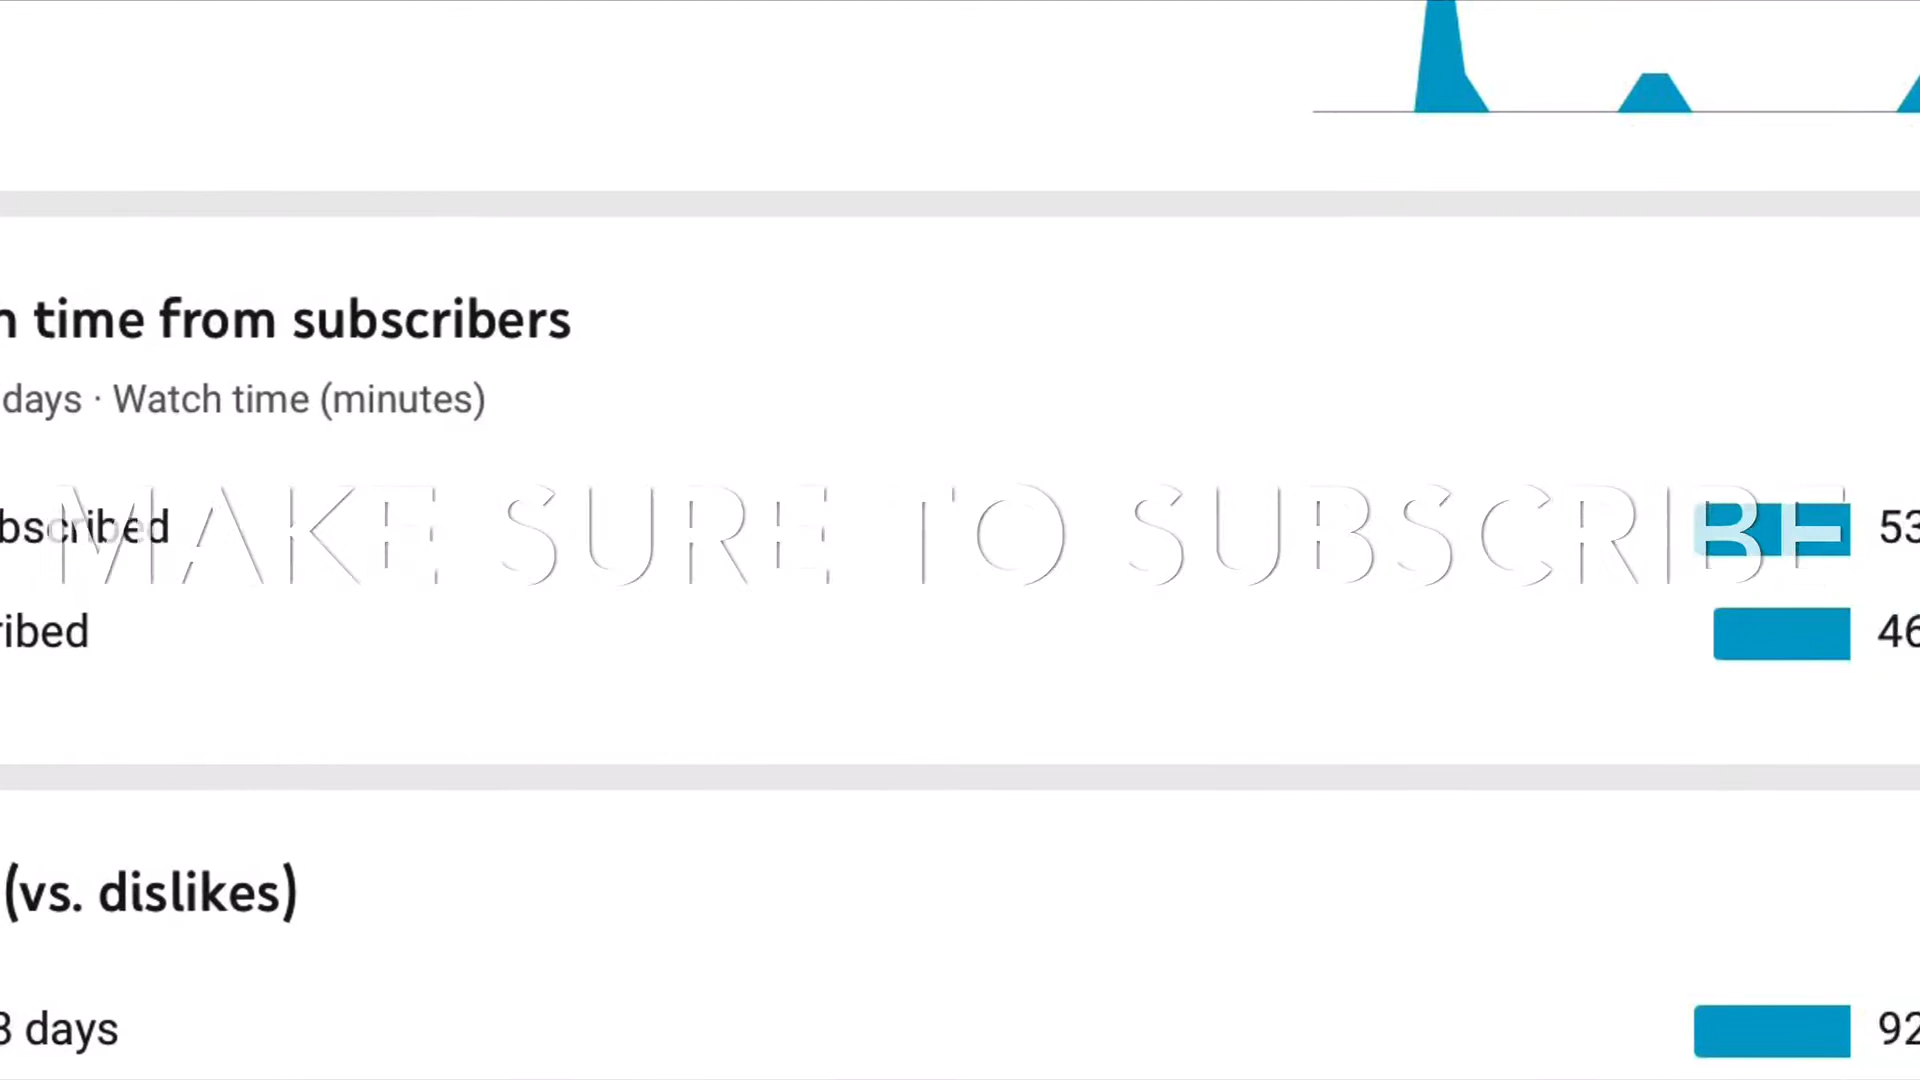 n time from subscribers
days · Watch time (minutes)
MAKE SURE TO SUBSCRIBE
bscribed 53
ribed 46
(vs. dislikes)
3 days 92